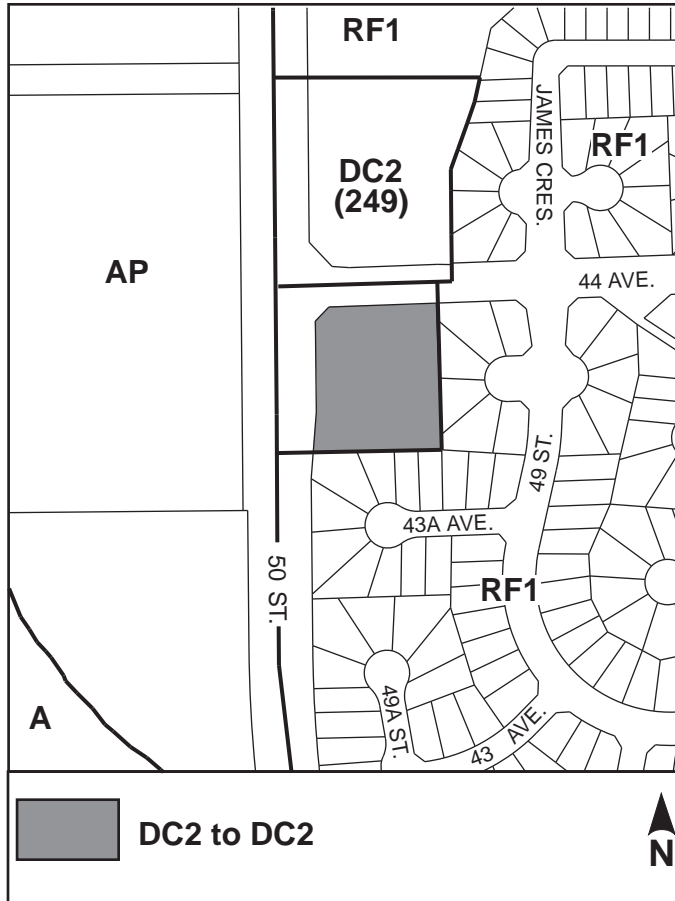 RF1
JAMES CRES.
RF1
DC2
(249)
AP
44 AVE.
49 ST.
43A AVE.
50 ST.
RF1
49A ST.
43 AVE.
A
DC2 to DC2
N